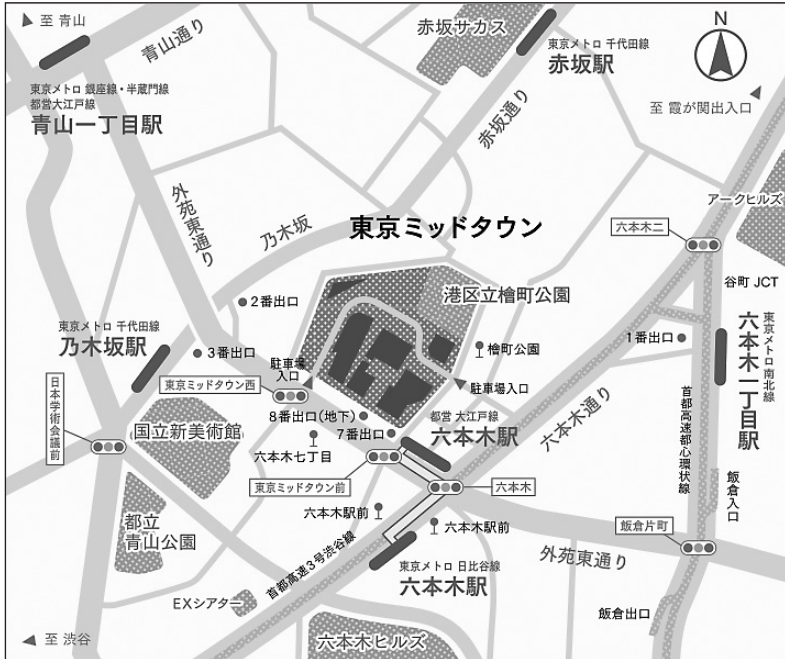 至 青山
青山通り
赤坂サカス
東京メトロ 千代田線
赤坂駅
N
東京メトロ 銀座線・半蔵門線
都営大江戸線
青山一丁目駅
至 霞が関出入口
赤坂通り
外苑東通り
乃木坂
東京ミッドタウン
アークヒルズ
六本木二
谷町 JCT
港区立檜町公園
2番出口
東京メトロ 千代田線
乃木坂駅
3番出口
駐車場
入口
檜町公園
1番出口
東京メトロ南北線
六本木一丁目駅
東京ミッドタウン西
駐車場入口
日本学術会議前
国立新美術館
8番出口(地下)
7番出口
都営 大江戸線
六本木駅
六本木通り
首都高速都心環状線
六本木七丁目
東京ミッドタウン前
六本木
飯倉入口
都立
青山公園
六本木駅前
六本木駅前
飯倉片町
首都高速3号渋谷線
外苑東通り
東京メトロ 日比谷線
六本木駅
EXシアター
飯倉出口
至 渋谷
六本木ヒルズ